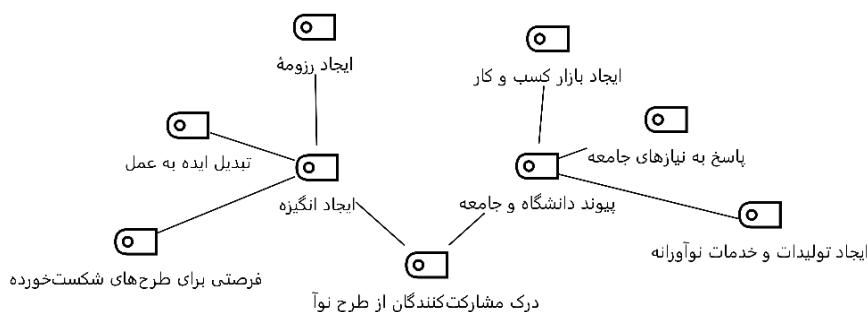 ایجاد رزومۀ
ایجاد بازار کسب و کار
تبدیل ایده به عمل
پاسخ به نیازهای جامعه
ایجاد انگیزه
پیوند دانشگاه و جامعه
ایجاد تولیدات و خدمات نوآورانه
فرصتی برای طرح‌های شکست‌خورده
درک مشارکت‌کنندگان از طرح نوآ